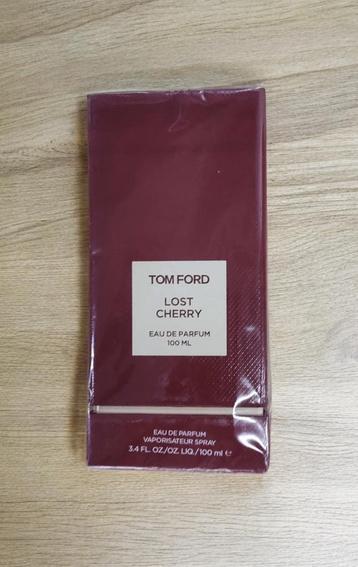 TOM FORD
LOST
CHERRY
EAU DE PARFUM
100 ML
EAU DE PARFUM
VAPORISATEUR SPRAY
3.4 FL. OZ./OZ. LIQ./100 ml ℮